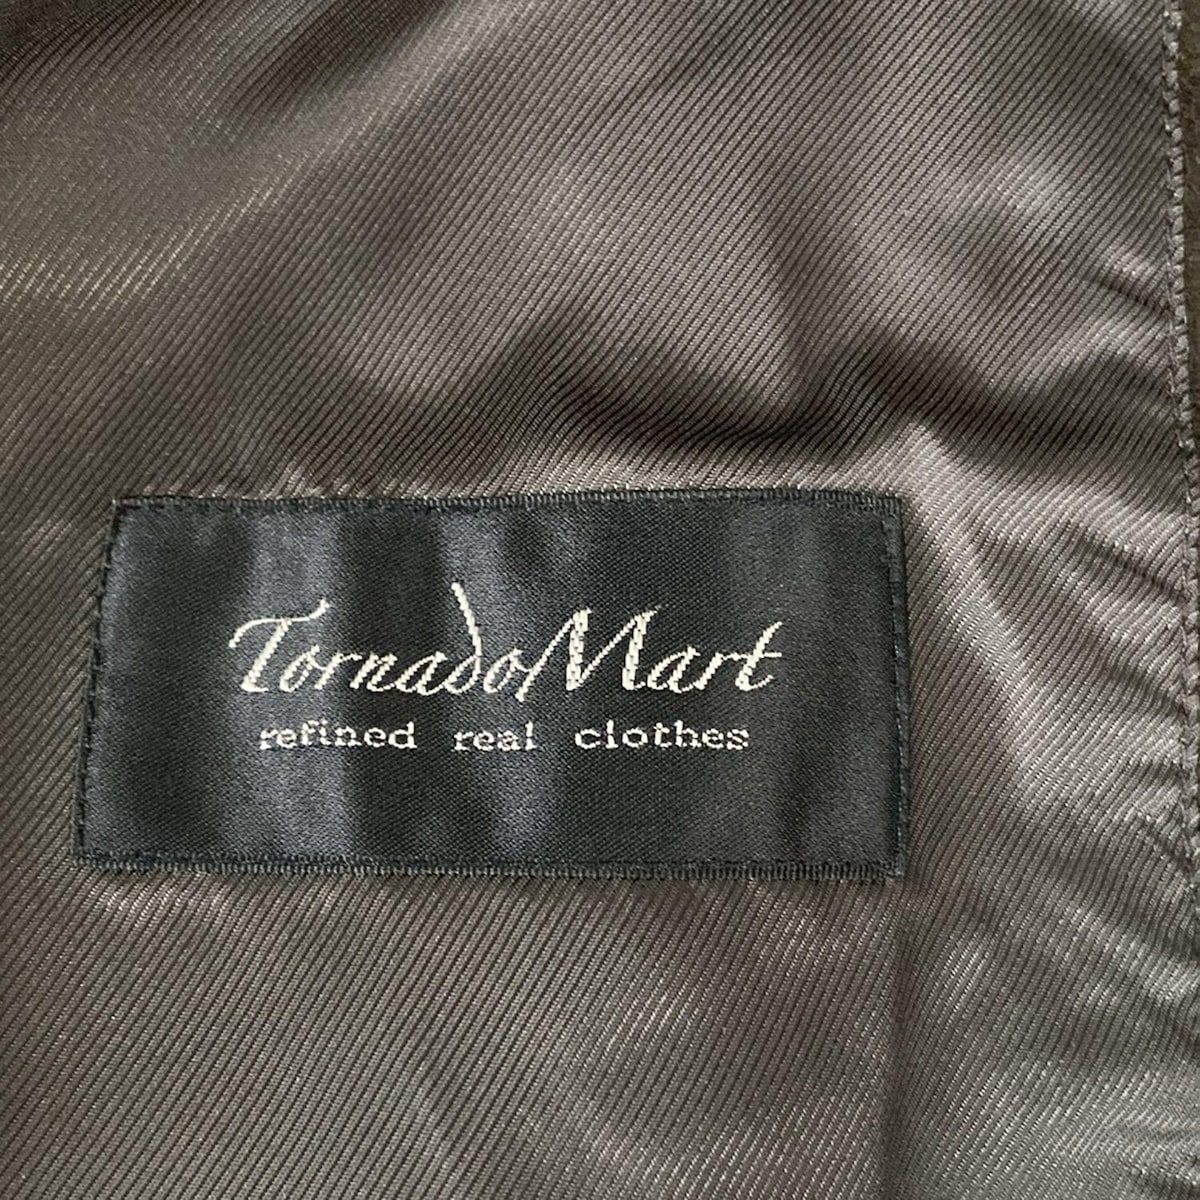 TornadoMart
refined real clothes